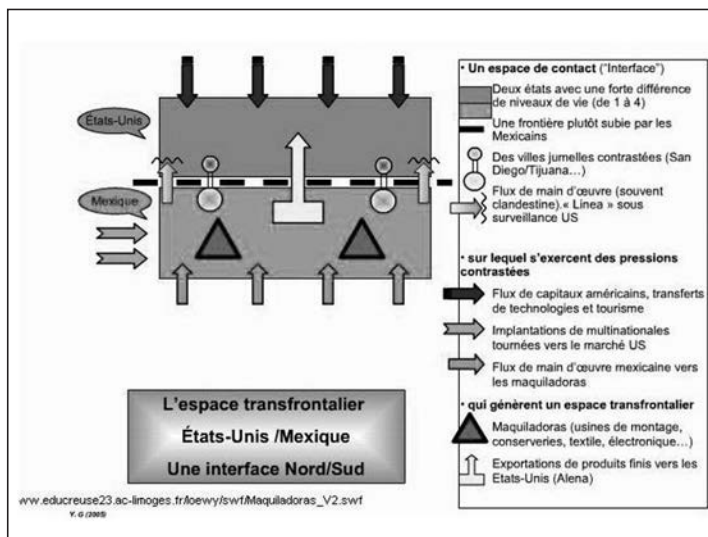 États-Unis
Mexique
L'espace transfrontalier
États-Unis /Mexique
Une interface Nord/Sud
ww.educreuse23.ac-limoges.fr/loewy/swf/Maquiladoras_V2.swf
Y. G (2005)
• Un espace de contact ("Interface")
Deux états avec une forte différence
de niveaux de vie (de 1 à 4)
Une frontière plutôt subie par les
Mexicains
Des villes jumelles contrastées (San
Diego/Tijuana…)
Flux de main d'œuvre (souvent
clandestine).« Linea » sous
surveillance US
• sur lequel s'exercent des pressions
contrastées
Flux de capitaux américains, transferts
de technologies et tourisme
Implantations de multinationales
tournées vers le marché US
Flux de main d'œuvre mexicaine vers
les maquiladoras
• qui génèrent un espace transfrontalier
Maquiladoras (usines de montage,
conserveries, textile, électronique…)
Exportations de produits finis vers les
Etats-Unis (Alena)